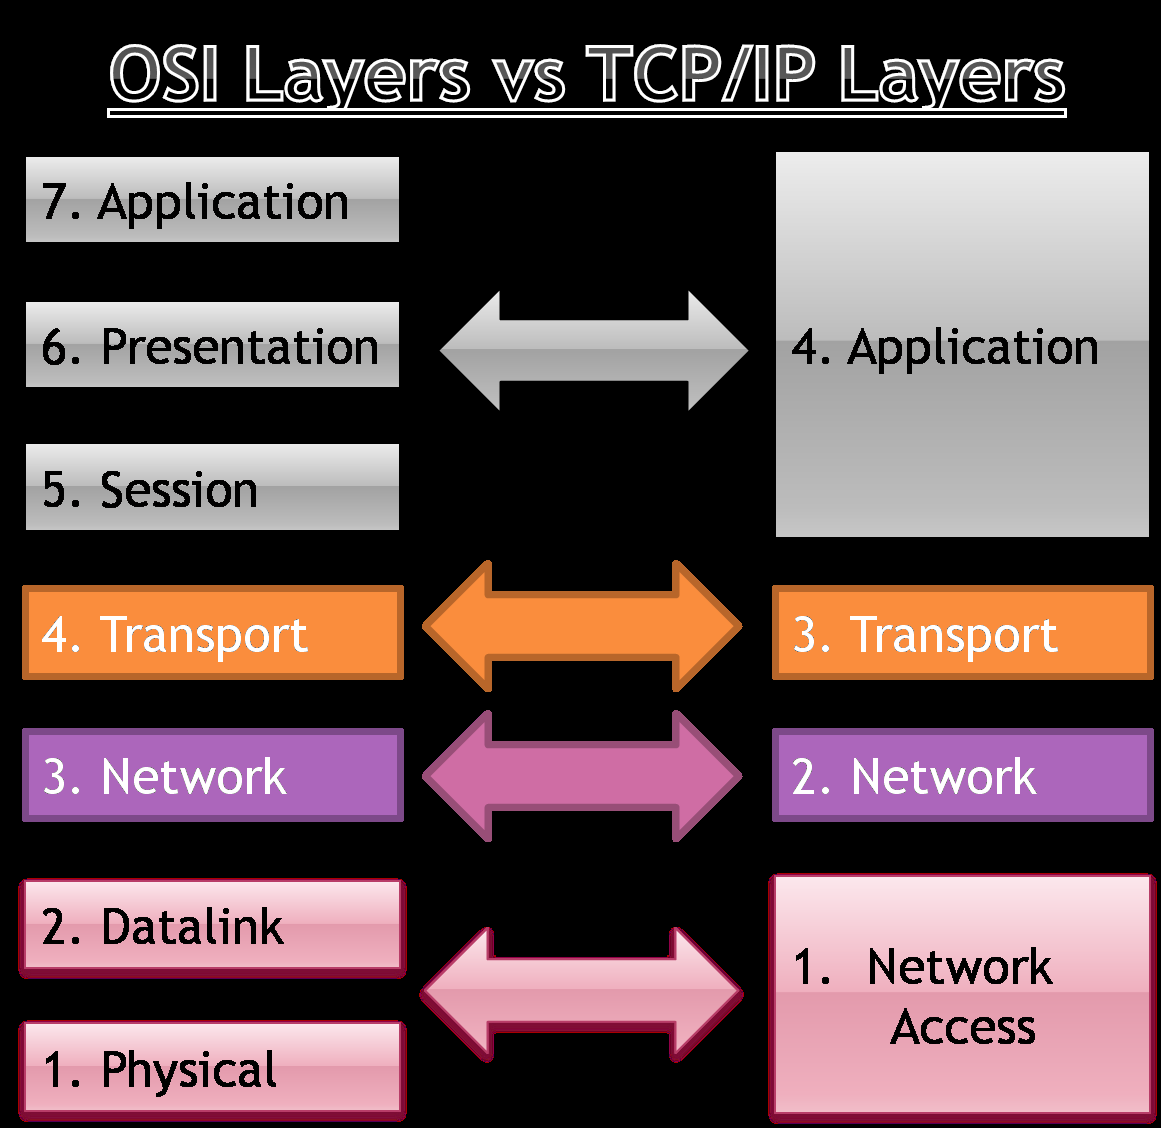 OSI Layers vs TCP/IP Layers
7. Application
6. Presentation
5. Session
4. Transport
3. Network
2. Datalink
1. Physical
4. Application
3. Transport
2. Network
1. Network
Access